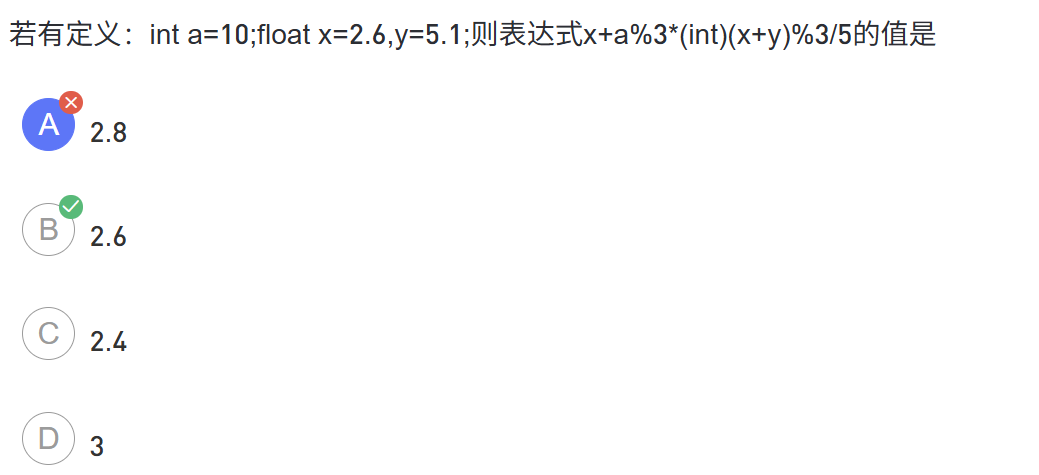 若有定义：int a=10;float x=2.6,y=5.1;则表达式x+a%3*(int)(x+y)%3/5的值是
A 2.8
B 2.6
C 2.4
D 3